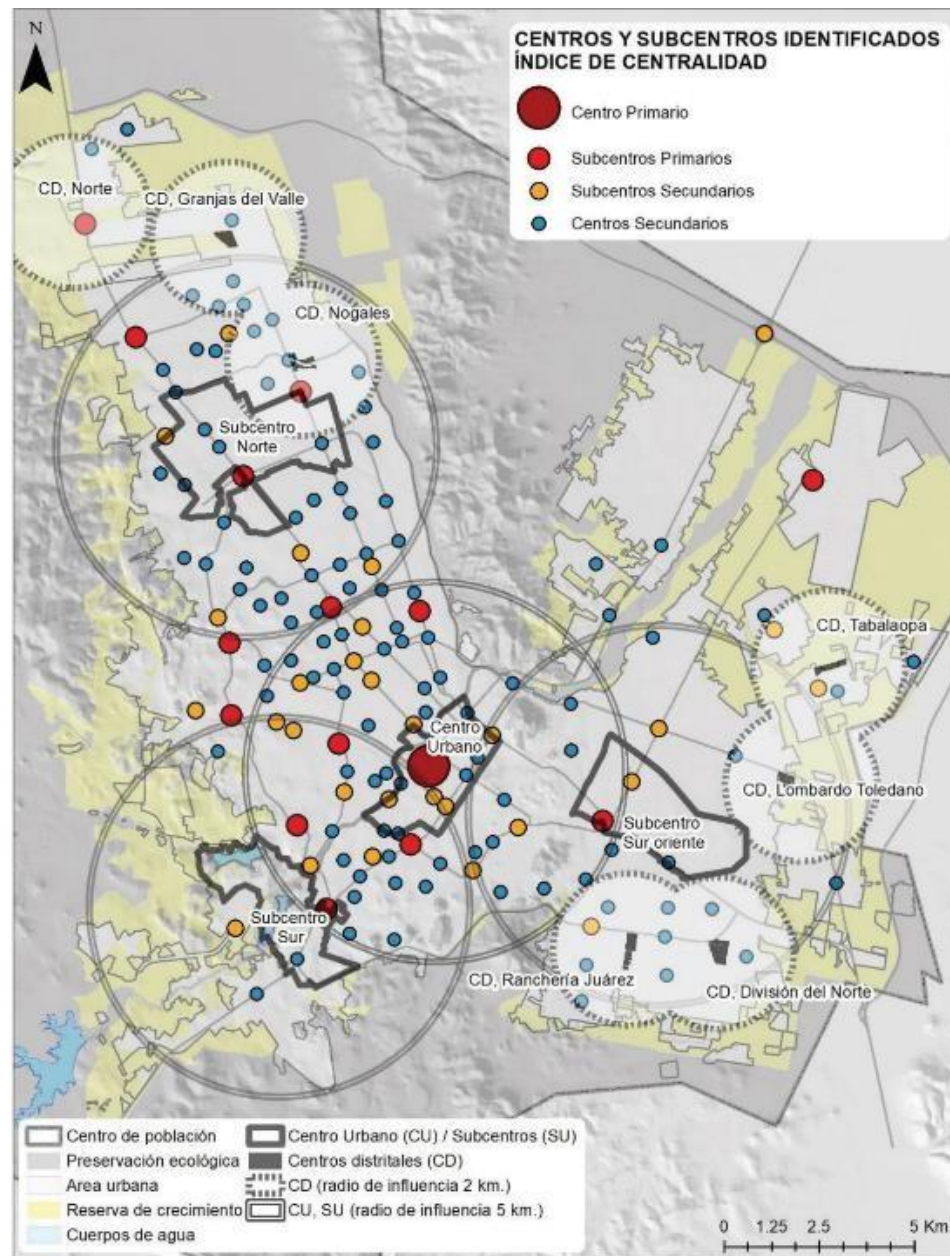 N
CENTROS Y SUBCENTROS IDENTIFICADOS
ÍNDICE DE CENTRALIDAD
Centro Primario
Subcentros Primarios
Subcentros Secundarios
Centros Secundarios
CD, Norte
CD, Granjas del Valle
CD, Nogales
Subcentro
Norte
CD, Tabalaopa
Centro
Urbano
CD, Lombardo Toledano
Subcentro
Sur oriente
Subcentro
Sur
CD, Ranchería Juárez
CD, División del Norte
Centro de población
Preservación ecológica
Area urbana
Reserva de crecimiento
Cuerpos de agua
Centro Urbano (CU) / Subcentros (SU)
Centros distritales (CD)
CD (radio de influencia 2 km.)
CU, SU (radio de influencia 5 km.)
0 1.25 2.5 5 Km